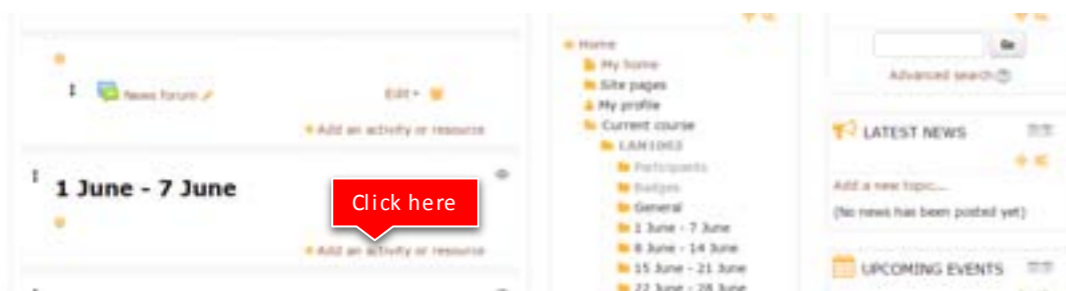 News forum
Edit
Add an activity or resource
1 June - 7 June
Click here
Add an activity or resource
Home
My home
Site pages
My profile
Current course
LAN1003
Participants
Badges
General
1 June - 7 June
8 June - 14 June
15 June - 21 June
22 June - 28 June
Go
Advanced search
LATEST NEWS
Add a new topic...
(No news has been posted yet)
UPCOMING EVENTS